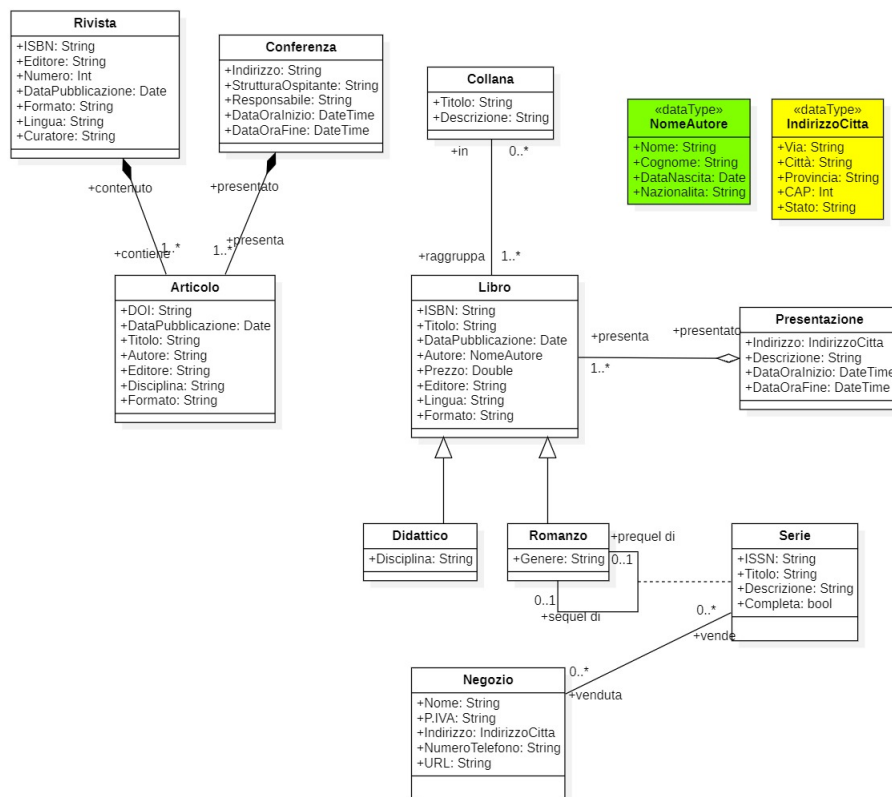 Rivista
+ISBN: String
+Editore: String
+Numero: Int
+DataPubblicazione: Date
+Formato: String
+Lingua: String
+Curatore: String
Conferenza
+Indirizzo: String
+StrutturaOspitante: String
+Responsabile: String
+DataOraInizio: DateTime
+DataOraFine: DateTime
Collana
+Titolo: String
+Descrizione: String
«dataType»
NomeAutore
+Nome: String
+Cognome: String
+DataNascita: Date
+Nazionalita: String
«dataType»
IndirizzoCitta
+Via: String
+Città: String
+Provincia: String
+CAP: Int
+Stato: String
+contenuto
+presentato
+in
0..*
+contiene
1..*
+presenta
1..*
+raggruppa
1..*
Articolo
+DOI: String
+DataPubblicazione: Date
+Titolo: String
+Autore: String
+Editore: String
+Disciplina: String
+Formato: String
Libro
+ISBN: String
+Titolo: String
+DataPubblicazione: Date
+Autore: NomeAutore
+Prezzo: Double
+Editore: String
+Lingua: String
+Formato: String
+presenta
1..*
+presentato
Presentazione
+Indirizzo: IndirizzoCitta
+Descrizione: String
+DataOraInizio: DateTime
+DataOraFine: DateTime
Didattico
+Disciplina: String
Romanzo
+Genere: String
+prequel di
0..1
0..1
+sequel di
Serie
+ISSN: String
+Titolo: String
+Descrizione: String
+Completa: bool
0..*
+vende
0..*
+venduta
Negozio
+Nome: String
+P.IVA: String
+Indirizzo: IndirizzoCitta
+NumeroTelefono: String
+URL: String